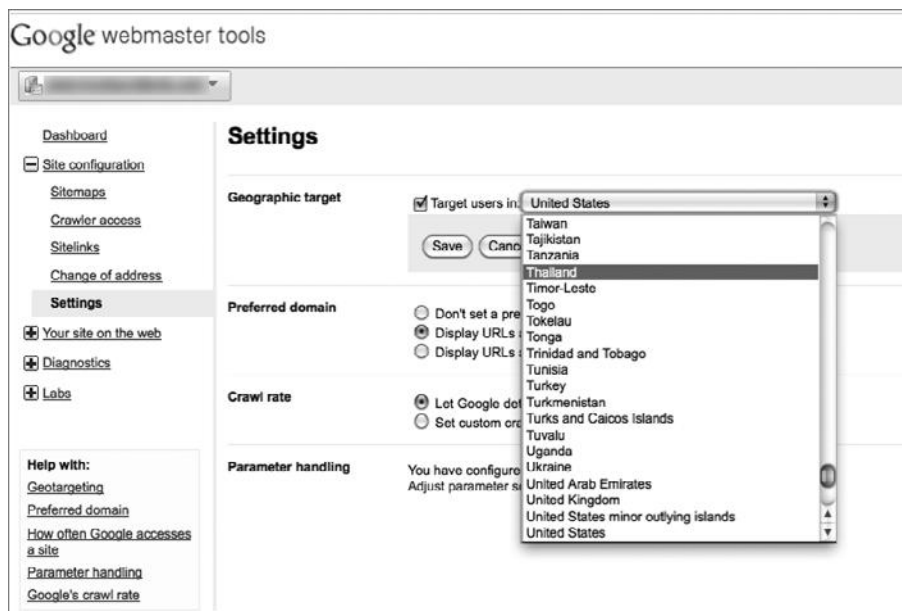 Google webmaster tools
Dashboard
Site configuration
Sitemaps
Crawler access
Sitelinks
Change of address
Settings
Your site on the web
Diagnostics
Labs
Help with:
Geotargeting
Preferred domain
How often Google accesses
a site
Parameter handling
Google's crawl rate
Settings
Geographic target
Target users in: United States
Save
Taiwan
Tajikistan
Tanzania
Thailand
Timor-Leste
Togo
Tokelau
Tonga
Trinidad and Tobago
Tunisia
Turkey
Turkmenistan
Turks and Caicos Islands
Tuvalu
Uganda
Ukraine
United Arab Emirates
United Kingdom
United States minor outlying islands
United States
Preferred domain
Don't set a pre
Display URLs
Display URLs
Crawl rate
Let Google det
Set custom cra
Parameter handling
You have configure
Adjust parameter